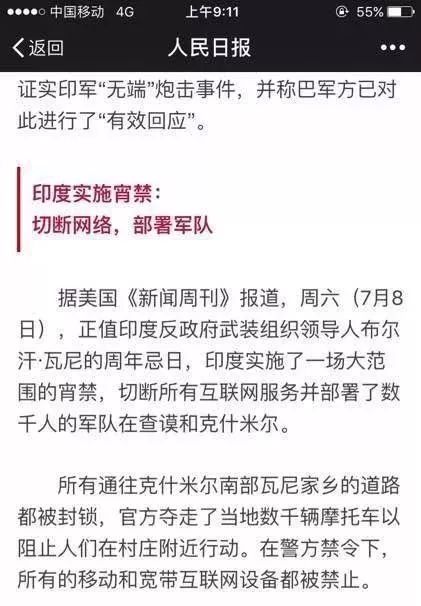 中国移动 4G 上午9:11 55%
返回 人民日报
证实印军“无端”炮击事件，并称巴军方已对
此进行了“有效回应”。
印度实施宵禁：
切断网络，部署军队
据美国《新闻周刊》报道，周六（7月8
日），正值印度反政府武装组织领导人布尔
汗·瓦尼的周年忌日，印度实施了一场大范
围的宵禁，切断所有互联网服务并部署了数
千人的军队在查谟和克什米尔。
所有通往克什米尔南部瓦尼家乡的道路
都被封锁，官方夺走了当地数千辆摩托车以
阻止人们在村庄附近行动。在警方禁令下，
所有的移动和宽带互联网设备都被禁止。